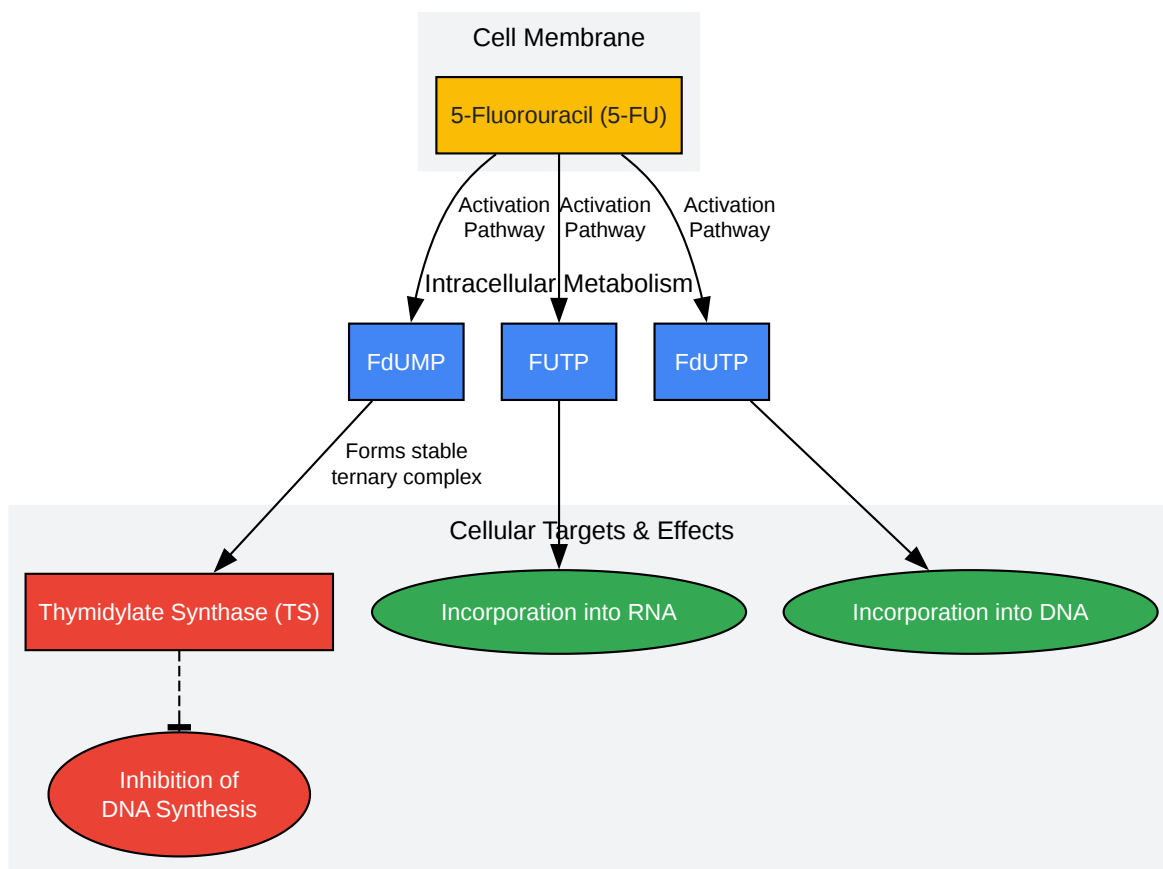 Cell Membrane
5-Fluorouracil (5-FU)
Activation
Pathway
Activation
Pathway
Activation
Pathway
Intracellular Metabolism
FdUMP
FUTP
FdUTP
Forms stable
ternary complex
Cellular Targets & Effects
Thymidylate Synthase (TS)
Incorporation into RNA
Incorporation into DNA
Inhibition of
DNA Synthesis